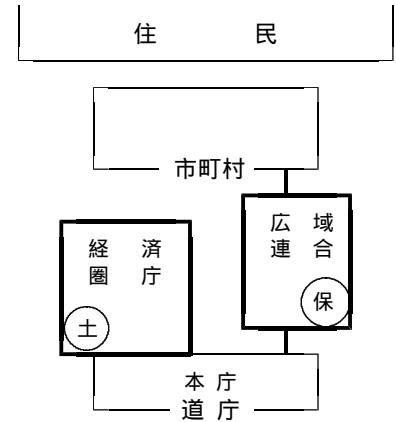 住 民
市町村
広 域
連 合
保
経 済
圏 庁
土
本 庁
道 庁